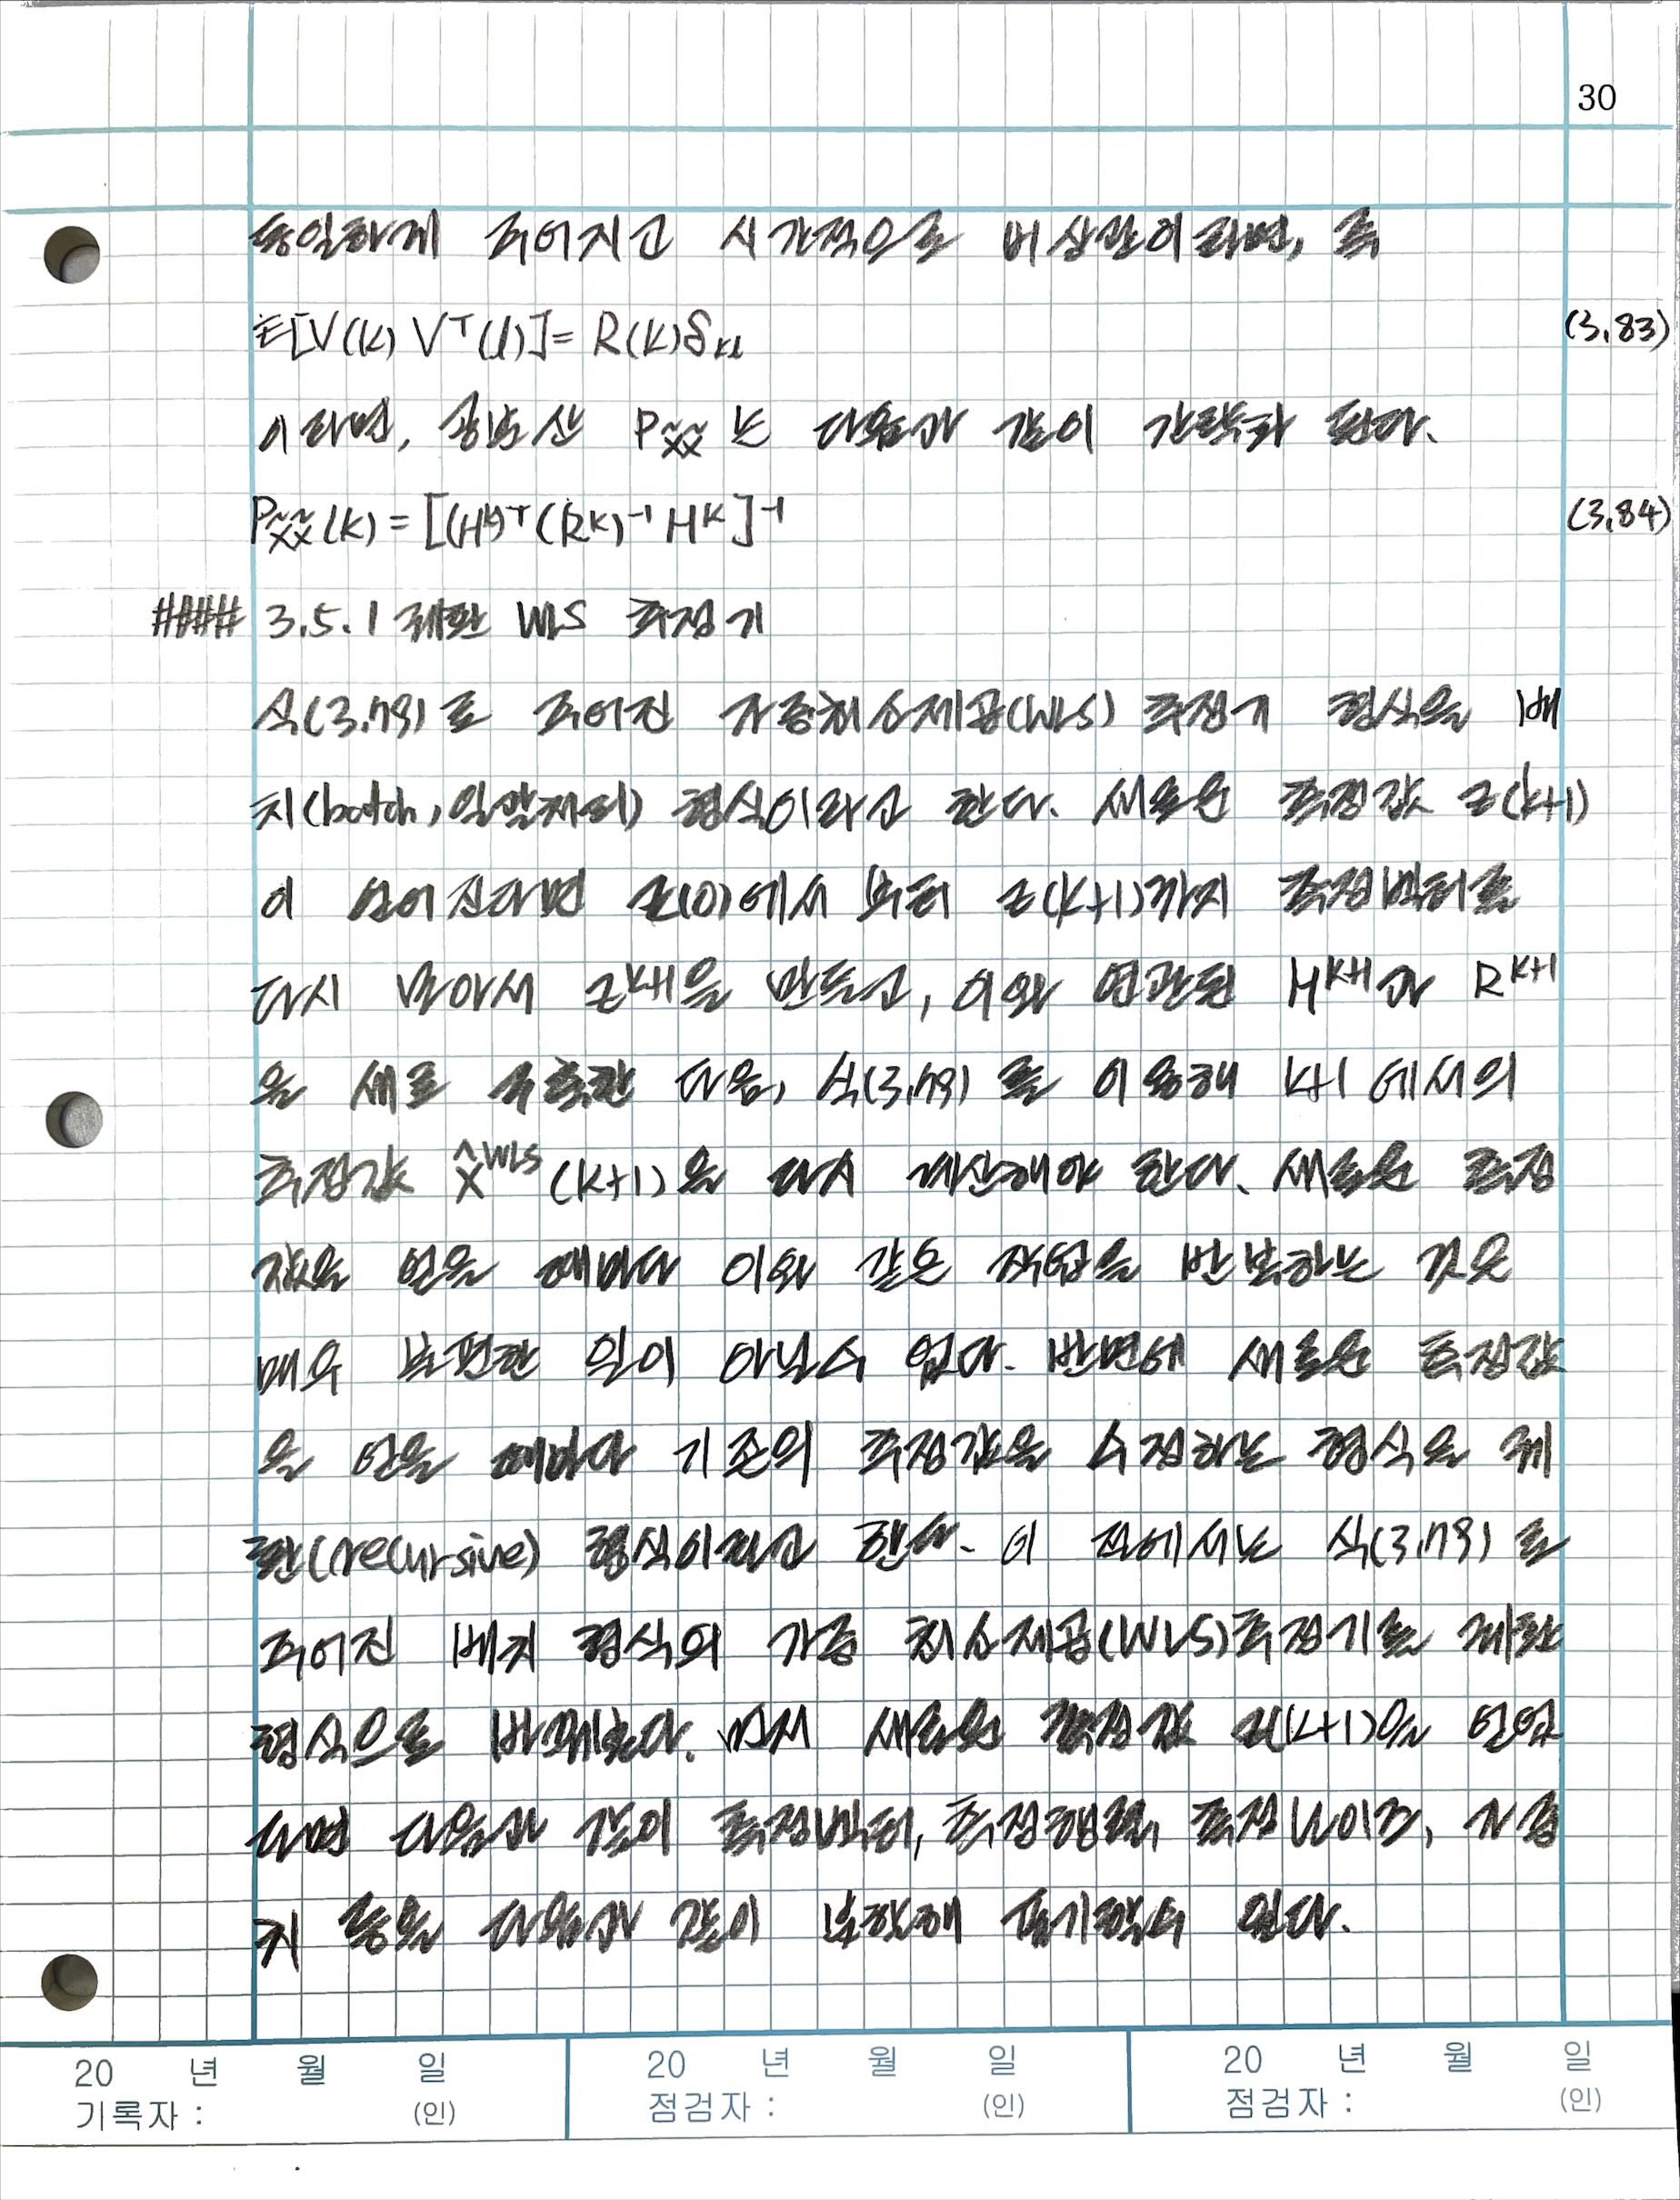 30
동일하게 주어지고 시간적으로 비상관이라면, 즉
E[V(k) Vᵀ(l)] = R(k)δₖₗ (3.83)
이라면, 공분산 Px̃x̃ 는 다음과 같이 간략화 된다.
Px̃x̃(k) = [(Hᵏ)ᵀ(Rᵏ)⁻¹Hᵏ]⁻¹ (3.84)
#### 3.5.1 재환 WLS 추정기
식(3.79)로 주어진 가중최소제곱(WLS) 추정기 형식을 배
치(batch, 일괄처리) 형식이라고 한다. 새로운 측정값 z(k+1)
이 얻어진다면 z(0)에서 부터 z(k+1)까지 측정벡터를
다시 모아서 zᵏ⁺¹을 만들고, 이와 연관된 Hᵏ⁺¹과 Rᵏ⁺¹
을 새로 구축한 다음, 식(3.79)를 이용해 k+1에서의
추정값 x̂ᵂᴸˢ(k+1)을 다시 계산해야 한다. 새로운 측정
값을 얻을 때마다 이와 같은 작업을 반복하는 것은
매우 불편한 일이 아닐수 없다. 반면에 새로운 측정값
을 얻을 때마다 기존의 추정값을 수정하는 형식을 재
환(recursive) 형식이라고 한다. 이 절에서는 식(3.79)로
주어진 배치 형식의 가중 최소제곱(WLS)추정기를 재환
형식으로 바꿔본다. 먼저 새로운 측정값 z(k+1)을 얻었
다면 다음과 같이 측정벡터, 측정행렬, 측정 노이즈, 가중
치 등을 다음과 같이 분할해 표기할수 있다.
20 년 월 일 20 년 월 일 20 년 월 일
기록자 : (인) 점검자 : (인) 점검자 : (인)